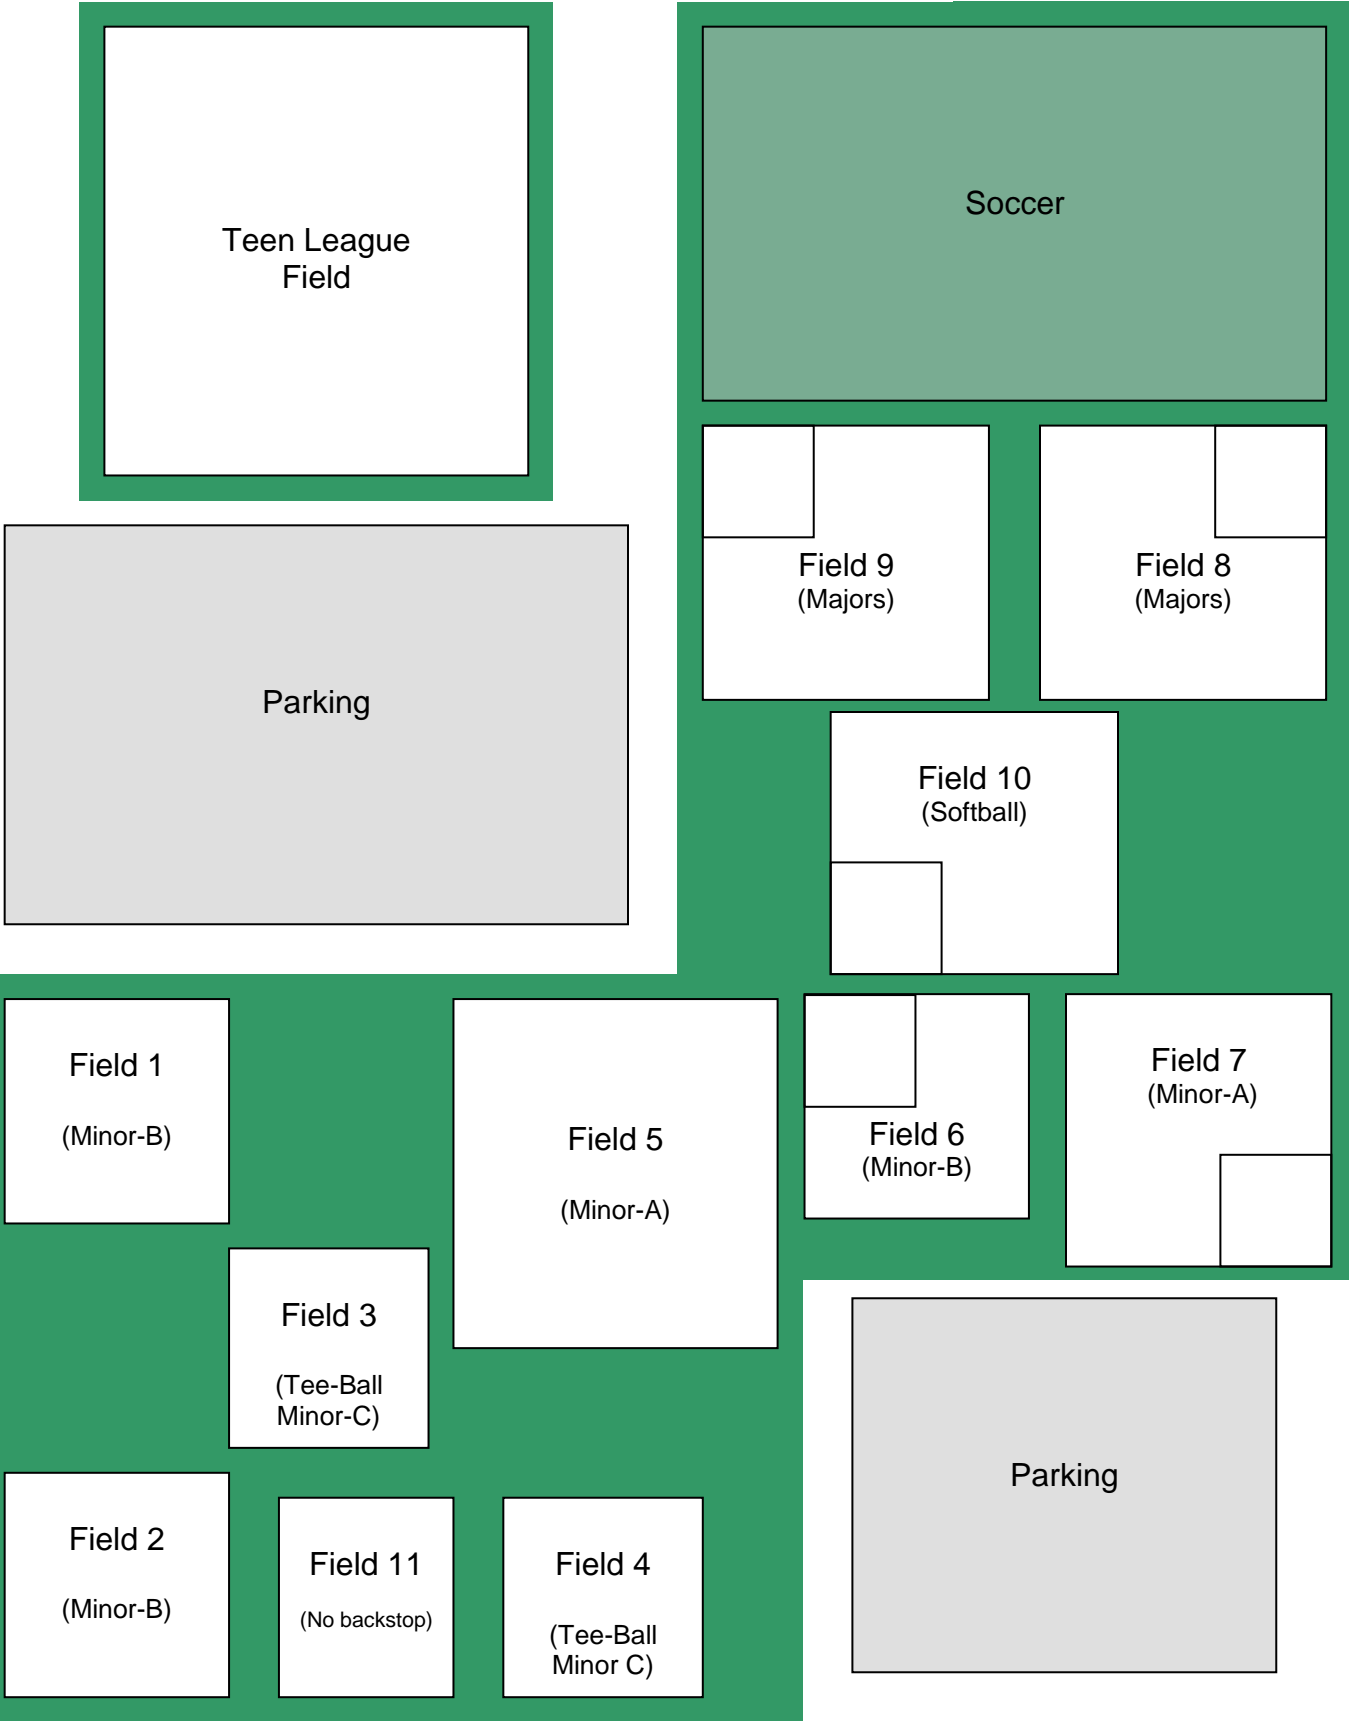 Teen League
Field
Soccer
Field 9
(Majors)
Field 8
(Majors)
Parking
Field 10
(Softball)
Field 1
(Minor-B)
Field 5
(Minor-A)
Field 6
(Minor-B)
Field 7
(Minor-A)
Field 3
(Tee-Ball
Minor-C)
Parking
Field 2
(Minor-B)
Field 11
(No backstop)
Field 4
(Tee-Ball
Minor C)